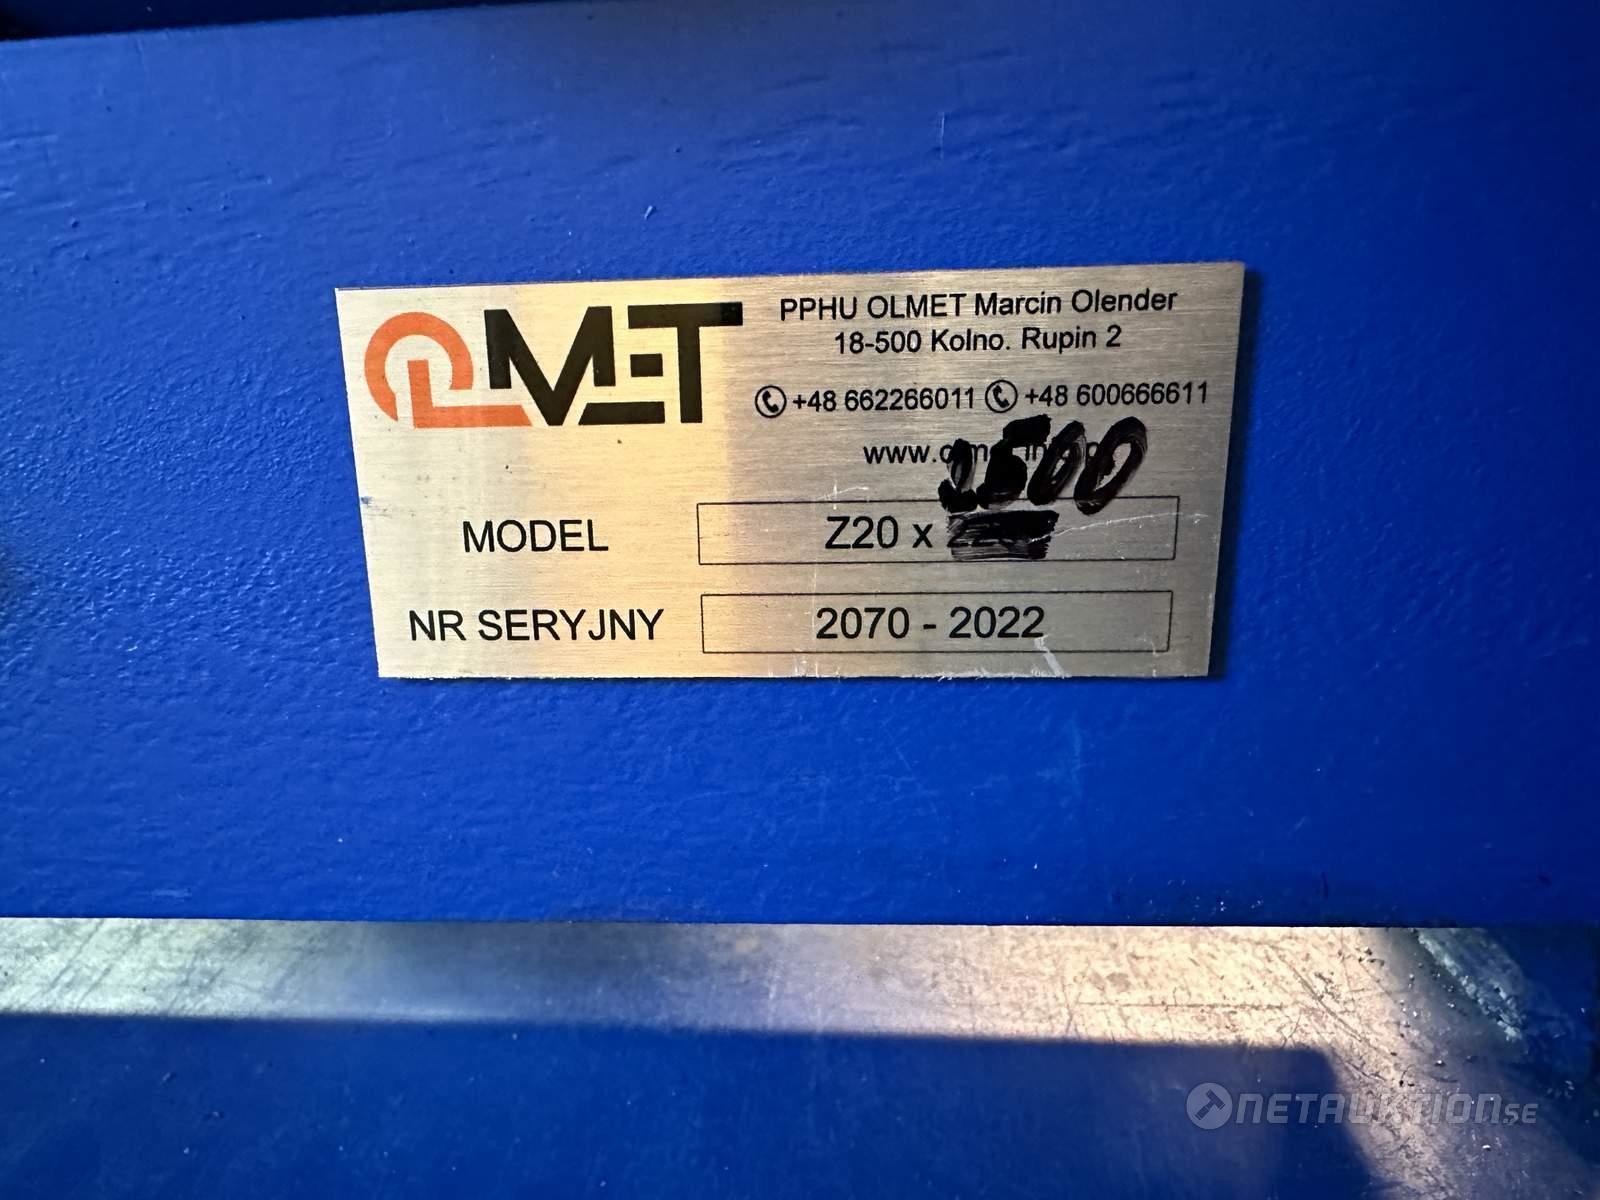 OLMET
PPHU OLMET Marcin Olender
18-500 Kolno. Rupin 2
+48 662266011 +48 600666611
MODEL
Z20 x
2500
NR SERYJNY
2070 - 2022
NETAUKTION.SE